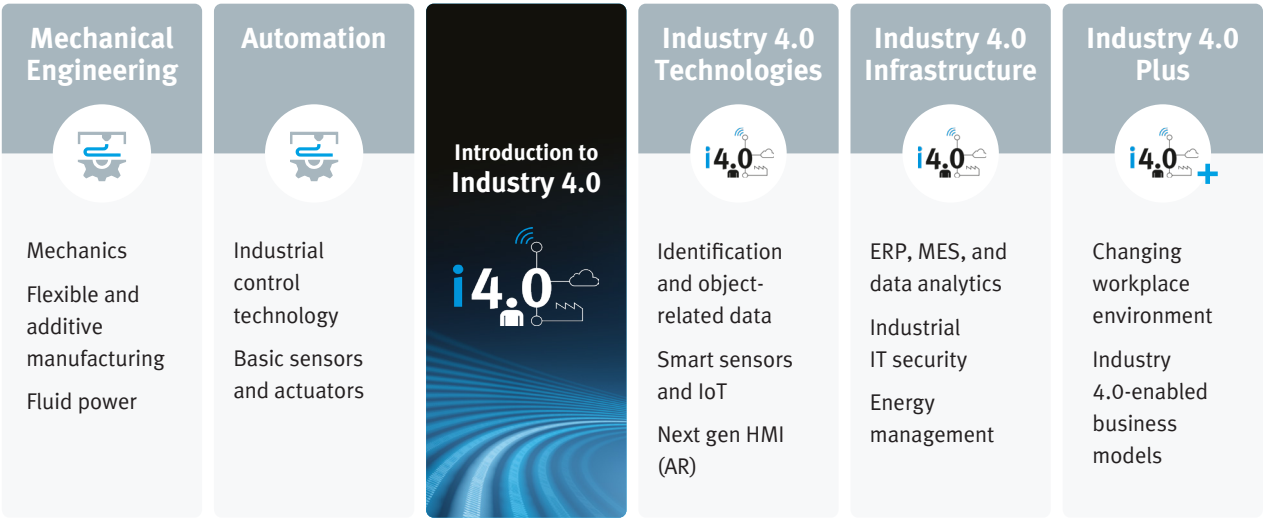 Mechanical
Engineering
Mechanics
Flexible and
additive
manufacturing
Fluid power
Automation
Industrial
control
technology
Basic sensors
and actuators
Introduction to
Industry 4.0
i4.0
Industry 4.0
Technologies
i4.0
Identification
and object-
related data
Smart sensors
and IoT
Next gen HMI
(AR)
Industry 4.0
Infrastructure
i4.0
ERP, MES, and
data analytics
Industrial
IT security
Energy
management
Industry 4.0
Plus
i4.0+
Changing
workplace
environment
Industry
4.0-enabled
business
models